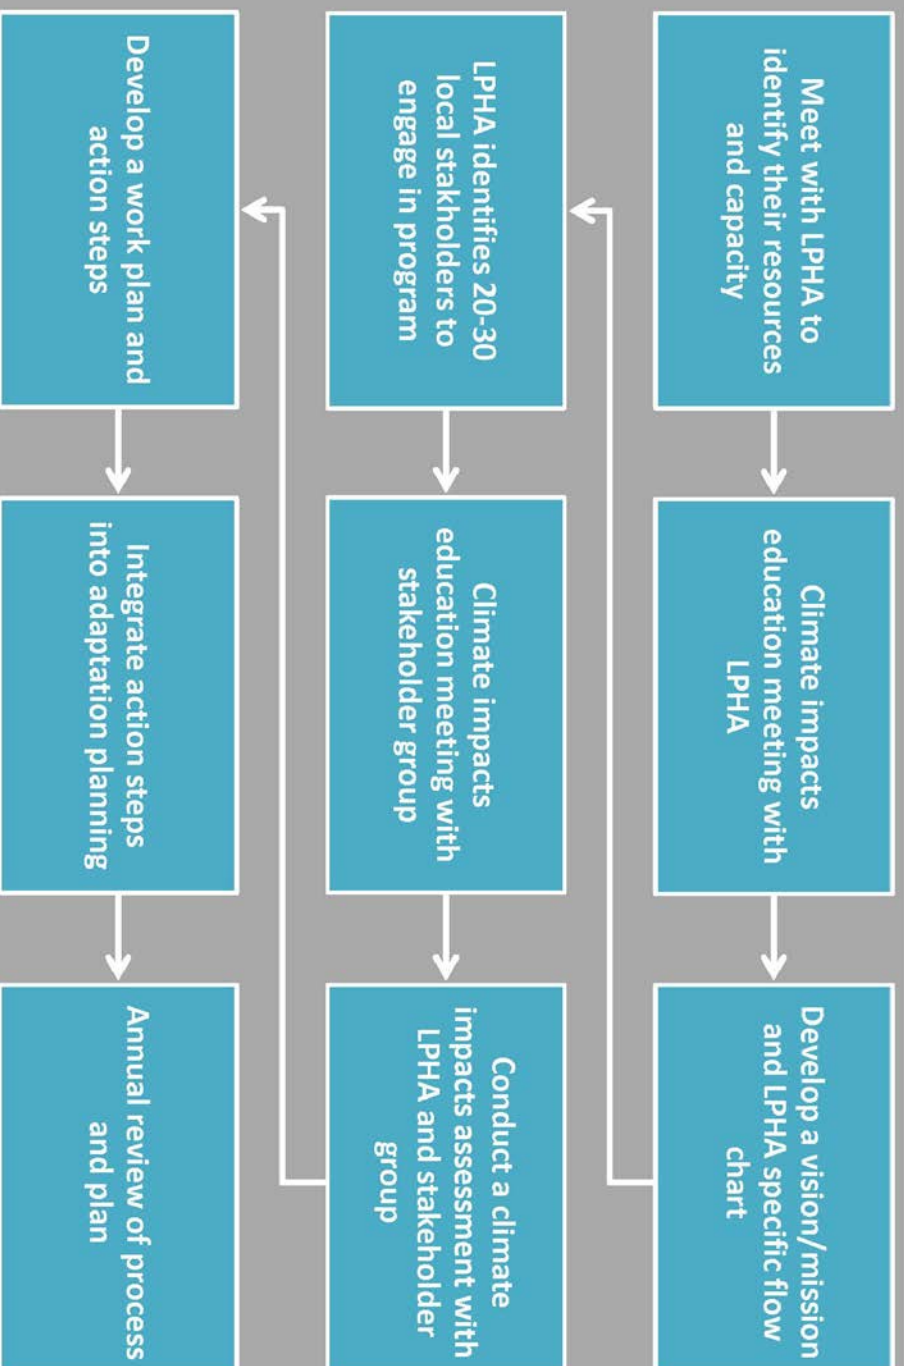 Meet with LPHA to
identify their resources
and capacity
Climate impacts
education meeting with
LPHA
Develop a vision/mission
and LPHA specific flow
chart
LPHA identifies 20-30
local stakholders to
engage in program
Climate impacts
education meeting with
stakeholder group
Conduct a climate
impacts assessment with
LPHA and stakeholder
group
Develop a work plan and
action steps
Integrate action steps
into adaptation planning
Annual review of process
and plan